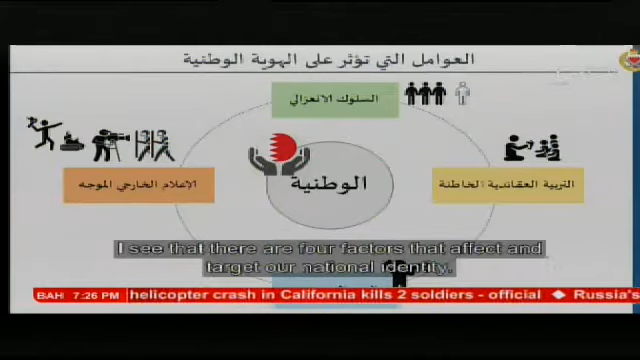 العوامل التي تؤثر على الهوية الوطنية
السلوك الانعزالي
الإعلام الخارجي الموجه
الوطنية
التربية العقائدية الخاطئة
I see that there are four factors that affect and
target our national identity.
BAH 7:26 PM helicopter crash in California kills 2 soldiers - official ◆ Russia's